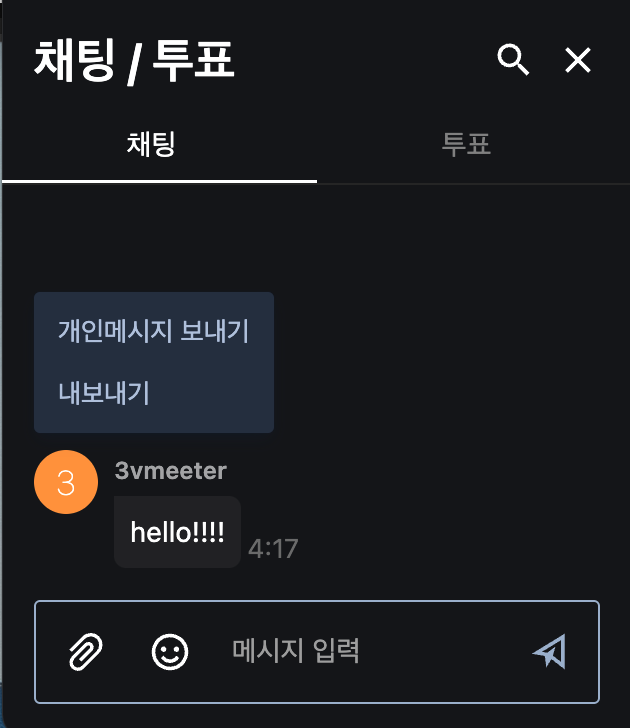 채팅 / 투표
채팅
투표
개인메시지 보내기
내보내기
3
3vmeeter
hello!!!!
4:17
메시지 입력